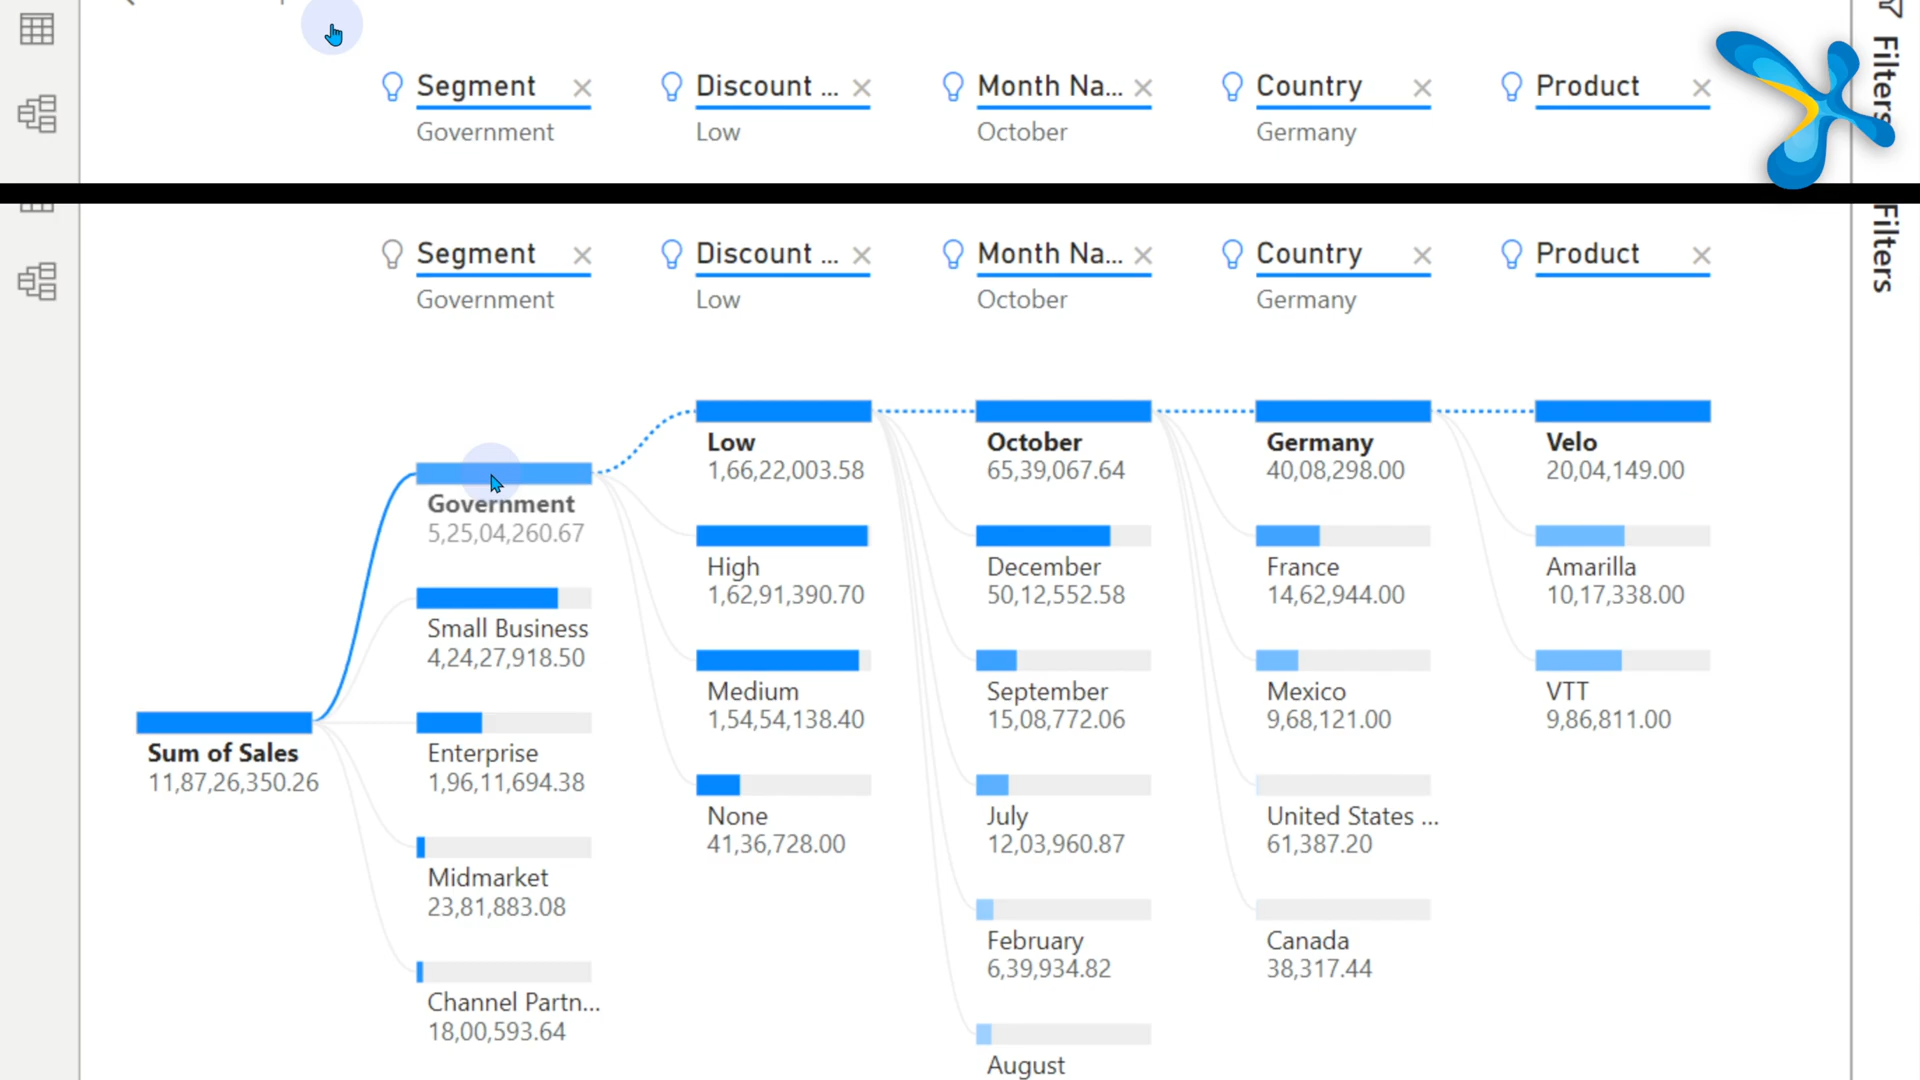 Segment
Discount ...
Month Na...
Country
Product
Government
Low
October
Germany
Filters
Segment
Discount ...
Month Na...
Country
Product
Government
Low
October
Germany
Filters
Sum of Sales
11,87,26,350.26
Government
5,25,04,260.67
Small Business
4,24,27,918.50
Enterprise
1,96,11,694.38
Midmarket
23,81,883.08
Channel Partn...
18,00,593.64
Low
1,66,22,003.58
High
1,62,91,390.70
Medium
1,54,54,138.40
None
41,36,728.00
October
65,39,067.64
December
50,12,552.58
September
15,08,772.06
July
12,03,960.87
February
6,39,934.82
August
Germany
40,08,298.00
France
14,62,944.00
Mexico
9,68,121.00
United States ...
61,387.20
Canada
38,317.44
Velo
20,04,149.00
Amarilla
10,17,338.00
VTT
9,86,811.00